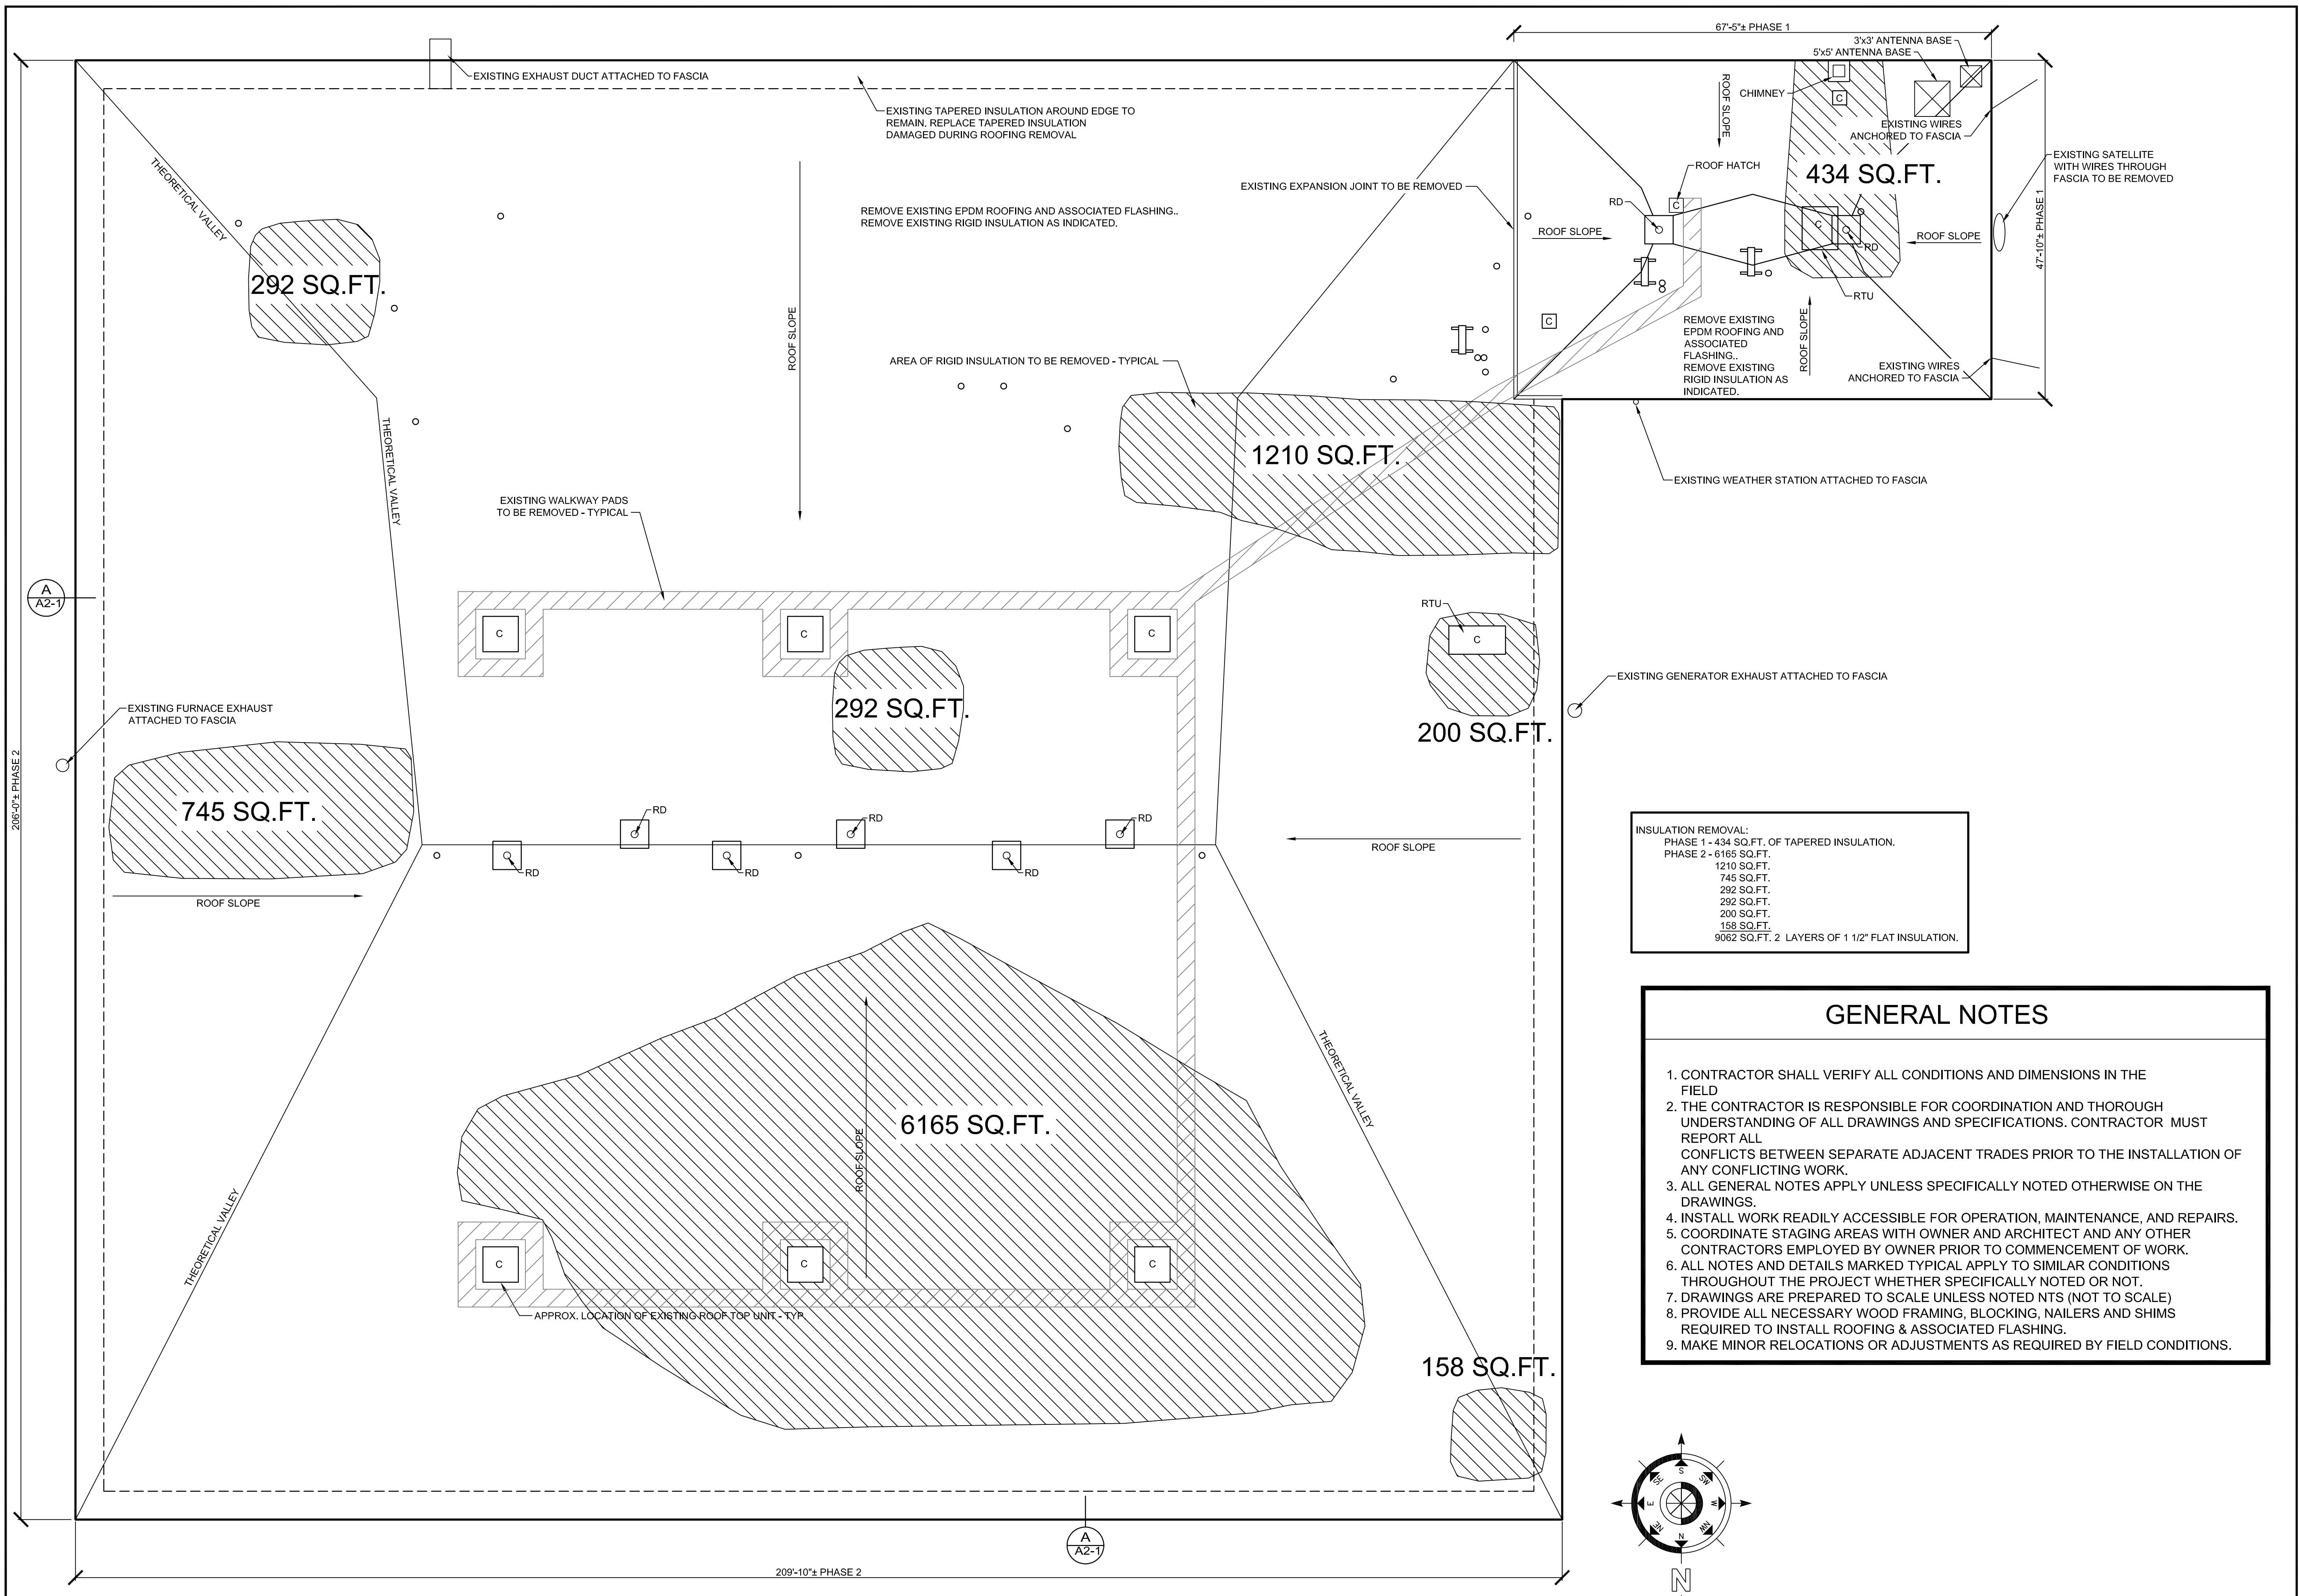 67'-5"± PHASE 1
3'x3' ANTENNA BASE
5'x5' ANTENNA BASE
EXISTING EXHAUST DUCT ATTACHED TO FASCIA
EXISTING TAPERED INSULATION AROUND EDGE TO
REMAIN. REPLACE TAPERED INSULATION
DAMAGED DURING ROOFING REMOVAL
ROOF SLOPE
CHIMNEY
C
EXISTING WIRES
ANCHORED TO FASCIA
EXISTING SATELLITE
WITH WIRES THROUGH
FASCIA TO BE REMOVED
THEORETICAL VALLEY
ROOF HATCH
434 SQ.FT.
EXISTING EXPANSION JOINT TO BE REMOVED
REMOVE EXISTING EPDM ROOFING AND ASSOCIATED FLASHING..
REMOVE EXISTING RIGID INSULATION AS INDICATED.
RD
C
C
RD
ROOF SLOPE
ROOF SLOPE
47'-10"± PHASE 1
292 SQ.FT.
RTU
ROOF SLOPE
C
REMOVE EXISTING
EPDM ROOFING AND
ASSOCIATED
FLASHING..
REMOVE EXISTING
RIGID INSULATION AS
INDICATED.
ROOF SLOPE
EXISTING WIRES
ANCHORED TO FASCIA
AREA OF RIGID INSULATION TO BE REMOVED - TYPICAL
THEORETICAL VALLEY
1210 SQ.FT.
EXISTING WEATHER STATION ATTACHED TO FASCIA
EXISTING WALKWAY PADS
TO BE REMOVED - TYPICAL
A
A2-1
C
C
C
RTU
C
EXISTING GENERATOR EXHAUST ATTACHED TO FASCIA
EXISTING FURNACE EXHAUST
ATTACHED TO FASCIA
292 SQ.FT.
200 SQ.FT.
206'-0"± PHASE 2
745 SQ.FT.
RD
RD
RD
RD
RD
RD
ROOF SLOPE
ROOF SLOPE
INSULATION REMOVAL:
PHASE 1 - 434 SQ.FT. OF TAPERED INSULATION.
PHASE 2 - 6165 SQ.FT.
1210 SQ.FT.
745 SQ.FT.
292 SQ.FT.
292 SQ.FT.
200 SQ.FT.
158 SQ.FT.
9062 SQ.FT. 2 LAYERS OF 1 1/2" FLAT INSULATION.
GENERAL NOTES
1. CONTRACTOR SHALL VERIFY ALL CONDITIONS AND DIMENSIONS IN THE
FIELD
2. THE CONTRACTOR IS RESPONSIBLE FOR COORDINATION AND THOROUGH
UNDERSTANDING OF ALL DRAWINGS AND SPECIFICATIONS. CONTRACTOR MUST
REPORT ALL
CONFLICTS BETWEEN SEPARATE ADJACENT TRADES PRIOR TO THE INSTALLATION OF
ANY CONFLICTING WORK.
3. ALL GENERAL NOTES APPLY UNLESS SPECIFICALLY NOTED OTHERWISE ON THE
DRAWINGS.
4. INSTALL WORK READILY ACCESSIBLE FOR OPERATION, MAINTENANCE, AND REPAIRS.
5. COORDINATE STAGING AREAS WITH OWNER AND ARCHITECT AND ANY OTHER
CONTRACTORS EMPLOYED BY OWNER PRIOR TO COMMENCEMENT OF WORK.
6. ALL NOTES AND DETAILS MARKED TYPICAL APPLY TO SIMILAR CONDITIONS
THROUGHOUT THE PROJECT WHETHER SPECIFICALLY NOTED OR NOT.
7. DRAWINGS ARE PREPARED TO SCALE UNLESS NOTED NTS (NOT TO SCALE)
8. PROVIDE ALL NECESSARY WOOD FRAMING, BLOCKING, NAILERS AND SHIMS
REQUIRED TO INSTALL ROOFING & ASSOCIATED FLASHING.
9. MAKE MINOR RELOCATIONS OR ADJUSTMENTS AS REQUIRED BY FIELD CONDITIONS.
THEORETICAL VALLEY
6165 SQ.FT.
ROOF SLOPE
THEORETICAL VALLEY
C
C
C
APPROX. LOCATION OF EXISTING ROOF TOP UNIT - TYP.
158 SQ.FT.
S
SE
SW
E
W
NE
NW
N
N
A
A2-1
209'-10"± PHASE 2